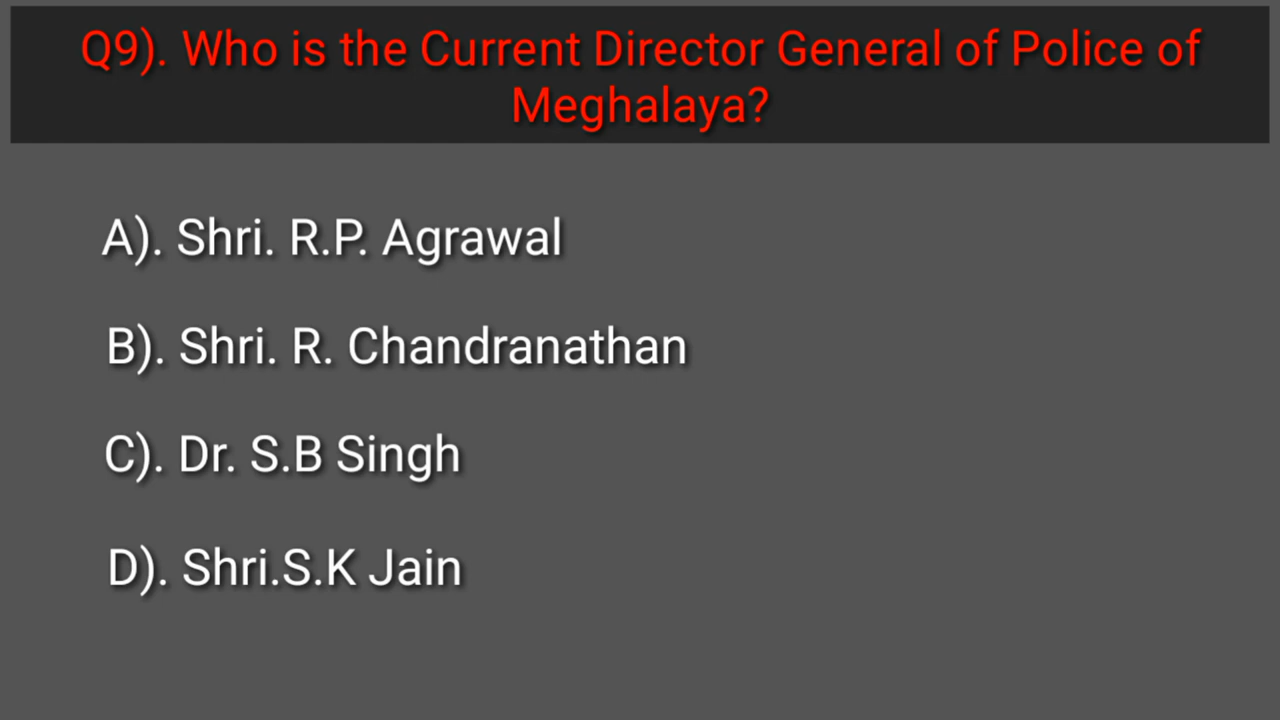 Q9). Who is the Current Director General of Police of
Meghalaya?
A). Shri. R.P. Agrawal
B). Shri. R. Chandranathan
C). Dr. S.B Singh
D). Shri.S.K Jain